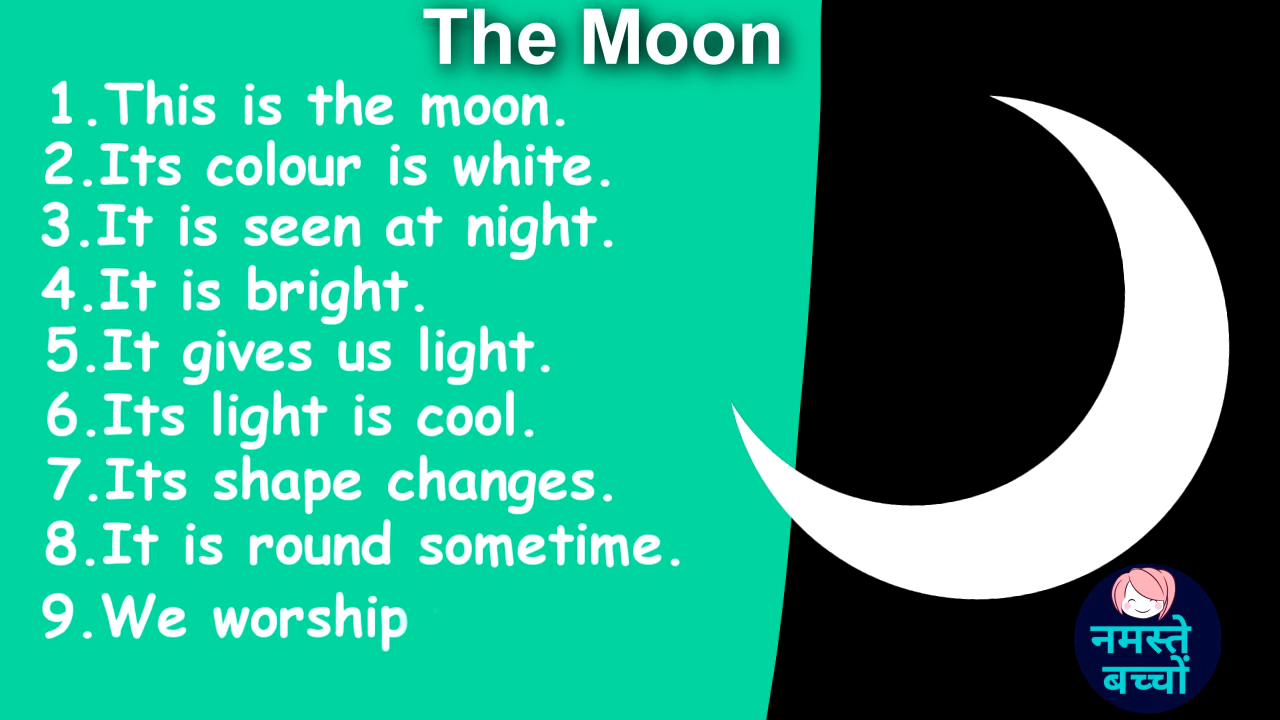 The Moon
1.This is the moon.
2.Its colour is white.
3.It is seen at night.
4.It is bright.
5.It gives us light.
6.Its light is cool.
7.Its shape changes.
8.It is round sometime.
9.We worship
नमस्ते
बच्चों